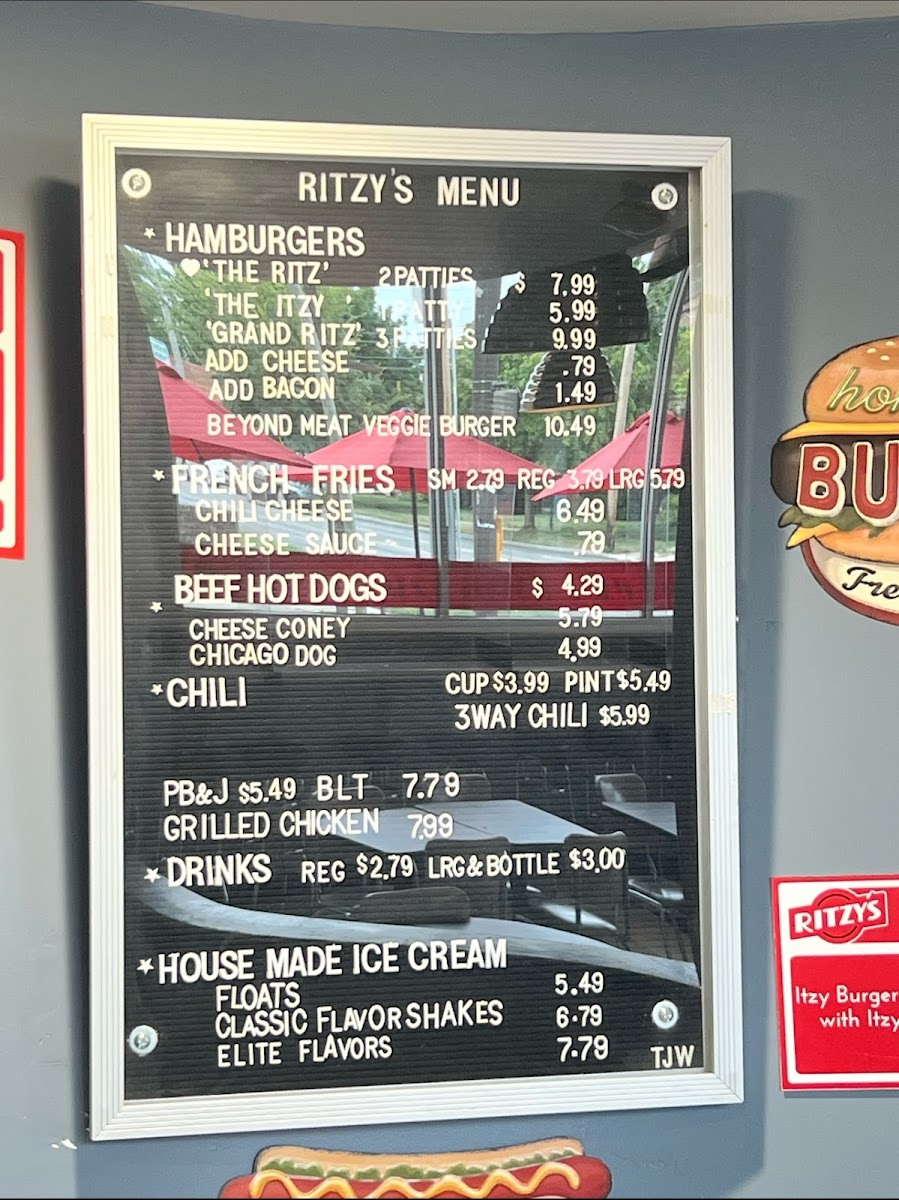 RITZY'S MENU
* HAMBURGERS
♥ 'THE RITZ' 2 PATTIES $ 7.99
'THE ITZY ' 1 PATTY 5.99
'GRAND RITZ' 3 PATTIES 9.99
ADD CHEESE .79
ADD BACON 1.49
BEYOND MEAT VEGGIE BURGER 10.49
* FRENCH FRIES SM 2.79 REG 3.79 LRG 5.79
CHILI CHEESE 6.49
CHEESE SAUCE .79
* BEEF HOT DOGS $ 4.29
CHEESE CONEY 5.79
CHICAGO DOG 4.99
* CHILI CUP $3.99 PINT $5.49
3WAY CHILI $5.99
PB&J $5.49 BLT 7.79
GRILLED CHICKEN 7.99
* DRINKS REG $2.79 LRG & BOTTLE $3.00
* HOUSE MADE ICE CREAM
FLOATS 5.49
CLASSIC FLAVOR SHAKES 6.79
ELITE FLAVORS 7.79
TJW
BU
Fre
RITZY'S
Itzy Burger
with Itzy